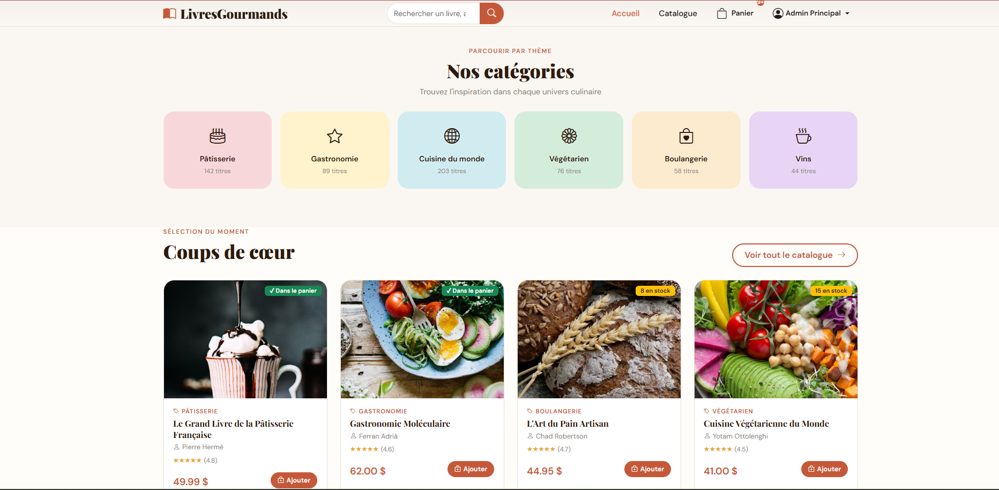 LivresGourmands
Rechercher un livre, a
Accueil
Catalogue
Panier
9+
Admin Principal
PARCOURIR PAR THÈME
Nos catégories
Trouvez l'inspiration dans chaque univers culinaire
Pâtisserie
142 titres
Gastronomie
89 titres
Cuisine du monde
203 titres
Végétarien
76 titres
Boulangerie
58 titres
Vins
44 titres
SÉLECTION DU MOMENT
Coups de cœur
Voir tout le catalogue →
✓ Dans le panier
PÂTISSERIE
Le Grand Livre de la Pâtisserie
Française
Pierre Hermé
★★★★★ (4.8)
49.99 $
Ajouter
✓ Dans le panier
GASTRONOMIE
Gastronomie Moléculaire
Ferran Adrià
★★★★★ (4.6)
62.00 $
Ajouter
8 en stock
BOULANGERIE
L'Art du Pain Artisan
Chad Robertson
★★★★★ (4.7)
44.95 $
Ajouter
15 en stock
VÉGÉTARIEN
Cuisine Végétarienne du Monde
Yotam Ottolenghi
★★★★★ (4.5)
41.00 $
Ajouter